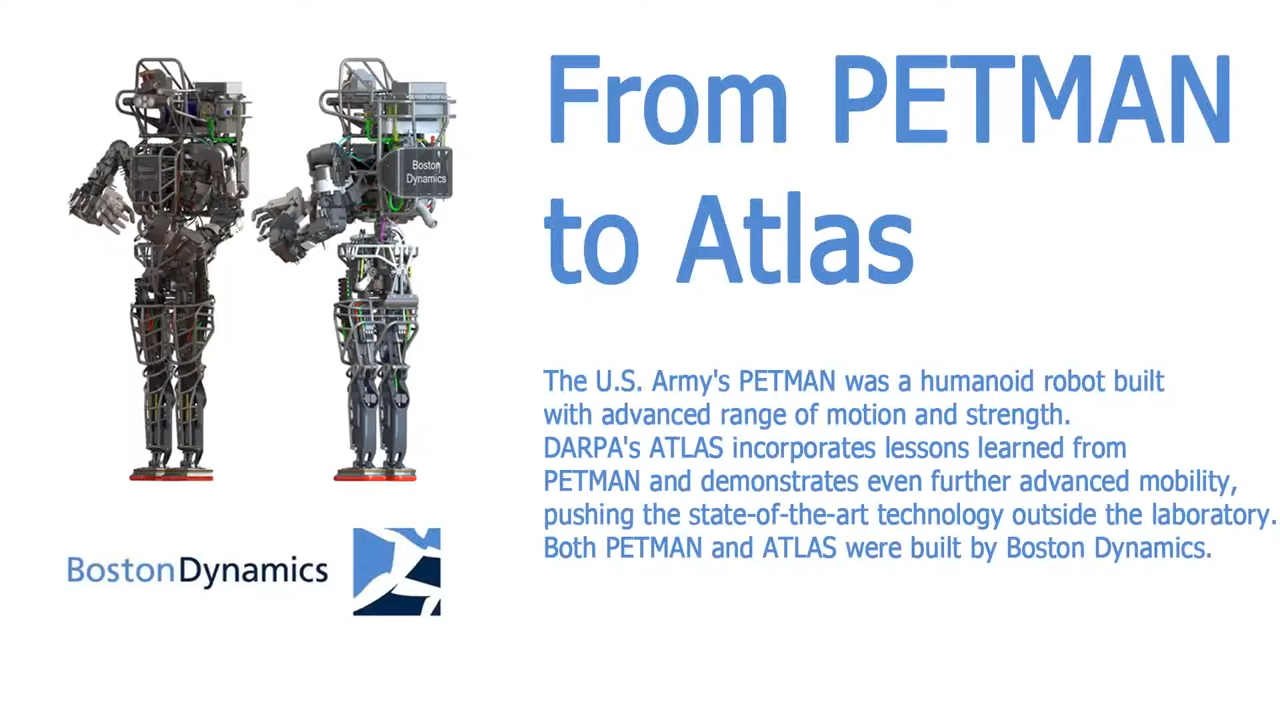 From PETMAN
to Atlas
Boston
Dynamics
The U.S. Army's PETMAN was a humanoid robot built
with advanced range of motion and strength.
DARPA's ATLAS incorporates lessons learned from
PETMAN and demonstrates even further advanced mobility,
pushing the state-of-the-art technology outside the laboratory.
Both PETMAN and ATLAS were built by Boston Dynamics.
BostonDynamics